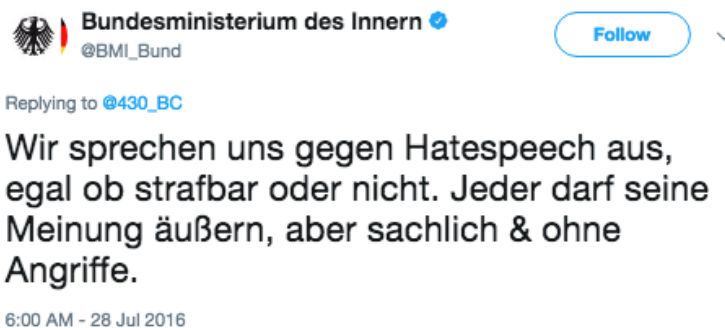 Bundesministerium des Innern
@BMI_Bund
Follow
Replying to @430_BC
Wir sprechen uns gegen Hatespeech aus,
egal ob strafbar oder nicht. Jeder darf seine
Meinung äußern, aber sachlich & ohne
Angriffe.
6:00 AM - 28 Jul 2016